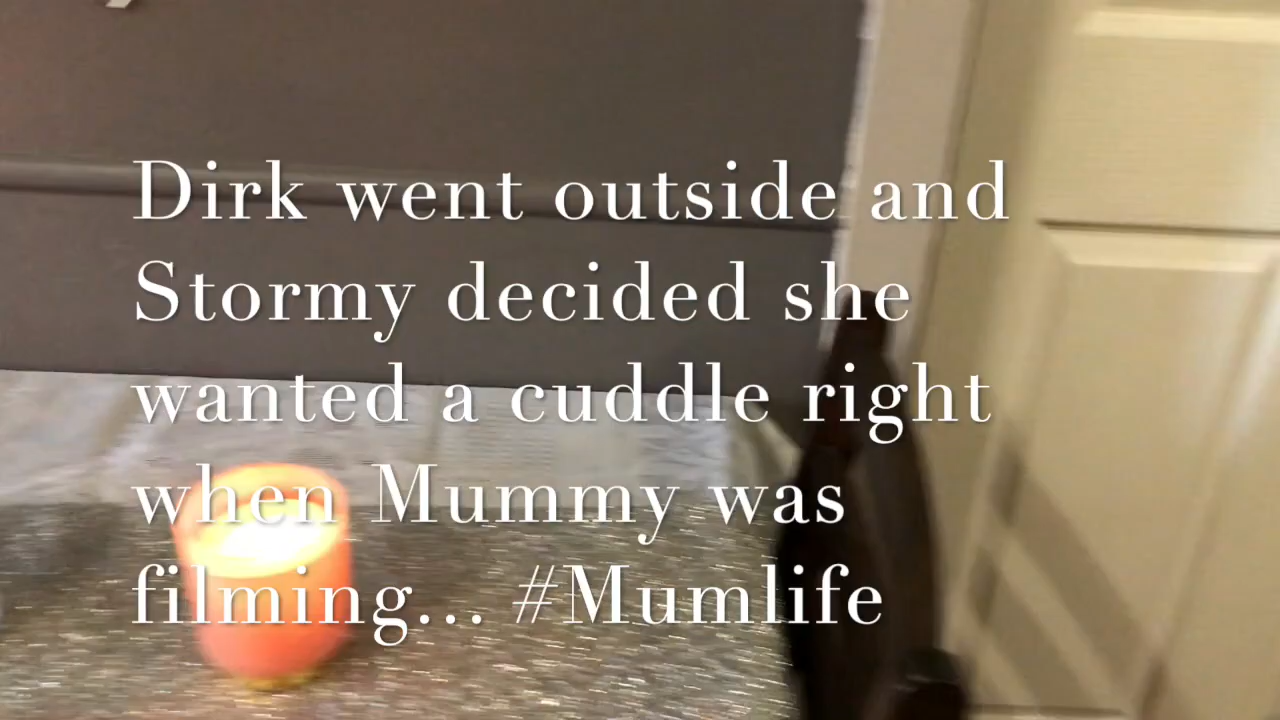 Dirk went outside and
Stormy decided she
wanted a cuddle right
when Mummy was
filming... #Mumlife